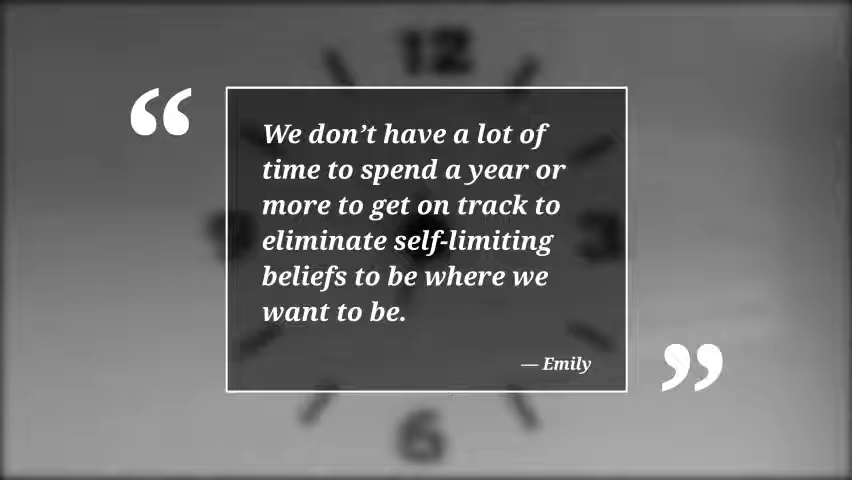 12
“
We don’t have a lot of
time to spend a year or
more to get on track to
9
3
eliminate self-limiting
beliefs to be where we
want to be.
— Emily
”
6